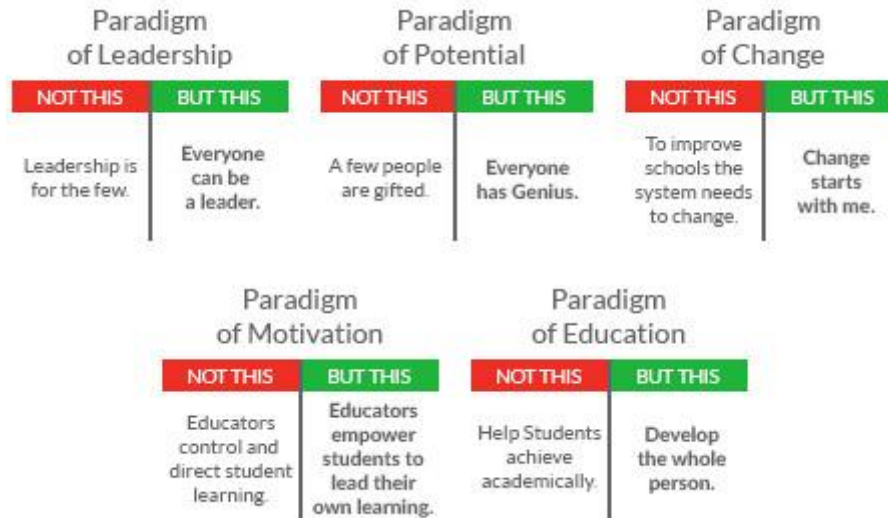 Paradigm
of Leadership
NOT THIS
BUT THIS
Leadership is
for the few.
Everyone
can be
a leader.
Paradigm
of Potential
NOT THIS
BUT THIS
A few people
are gifted.
Everyone
has Genius.
Paradigm
of Change
NOT THIS
BUT THIS
To improve
schools the
system needs
to change.
Change
starts
with me.
Paradigm
of Motivation
NOT THIS
BUT THIS
Educators
control and
direct student
learning.
Educators
empower
students to
lead their
own learning.
Paradigm
of Education
NOT THIS
BUT THIS
Help Students
achieve
academically.
Develop
the whole
person.